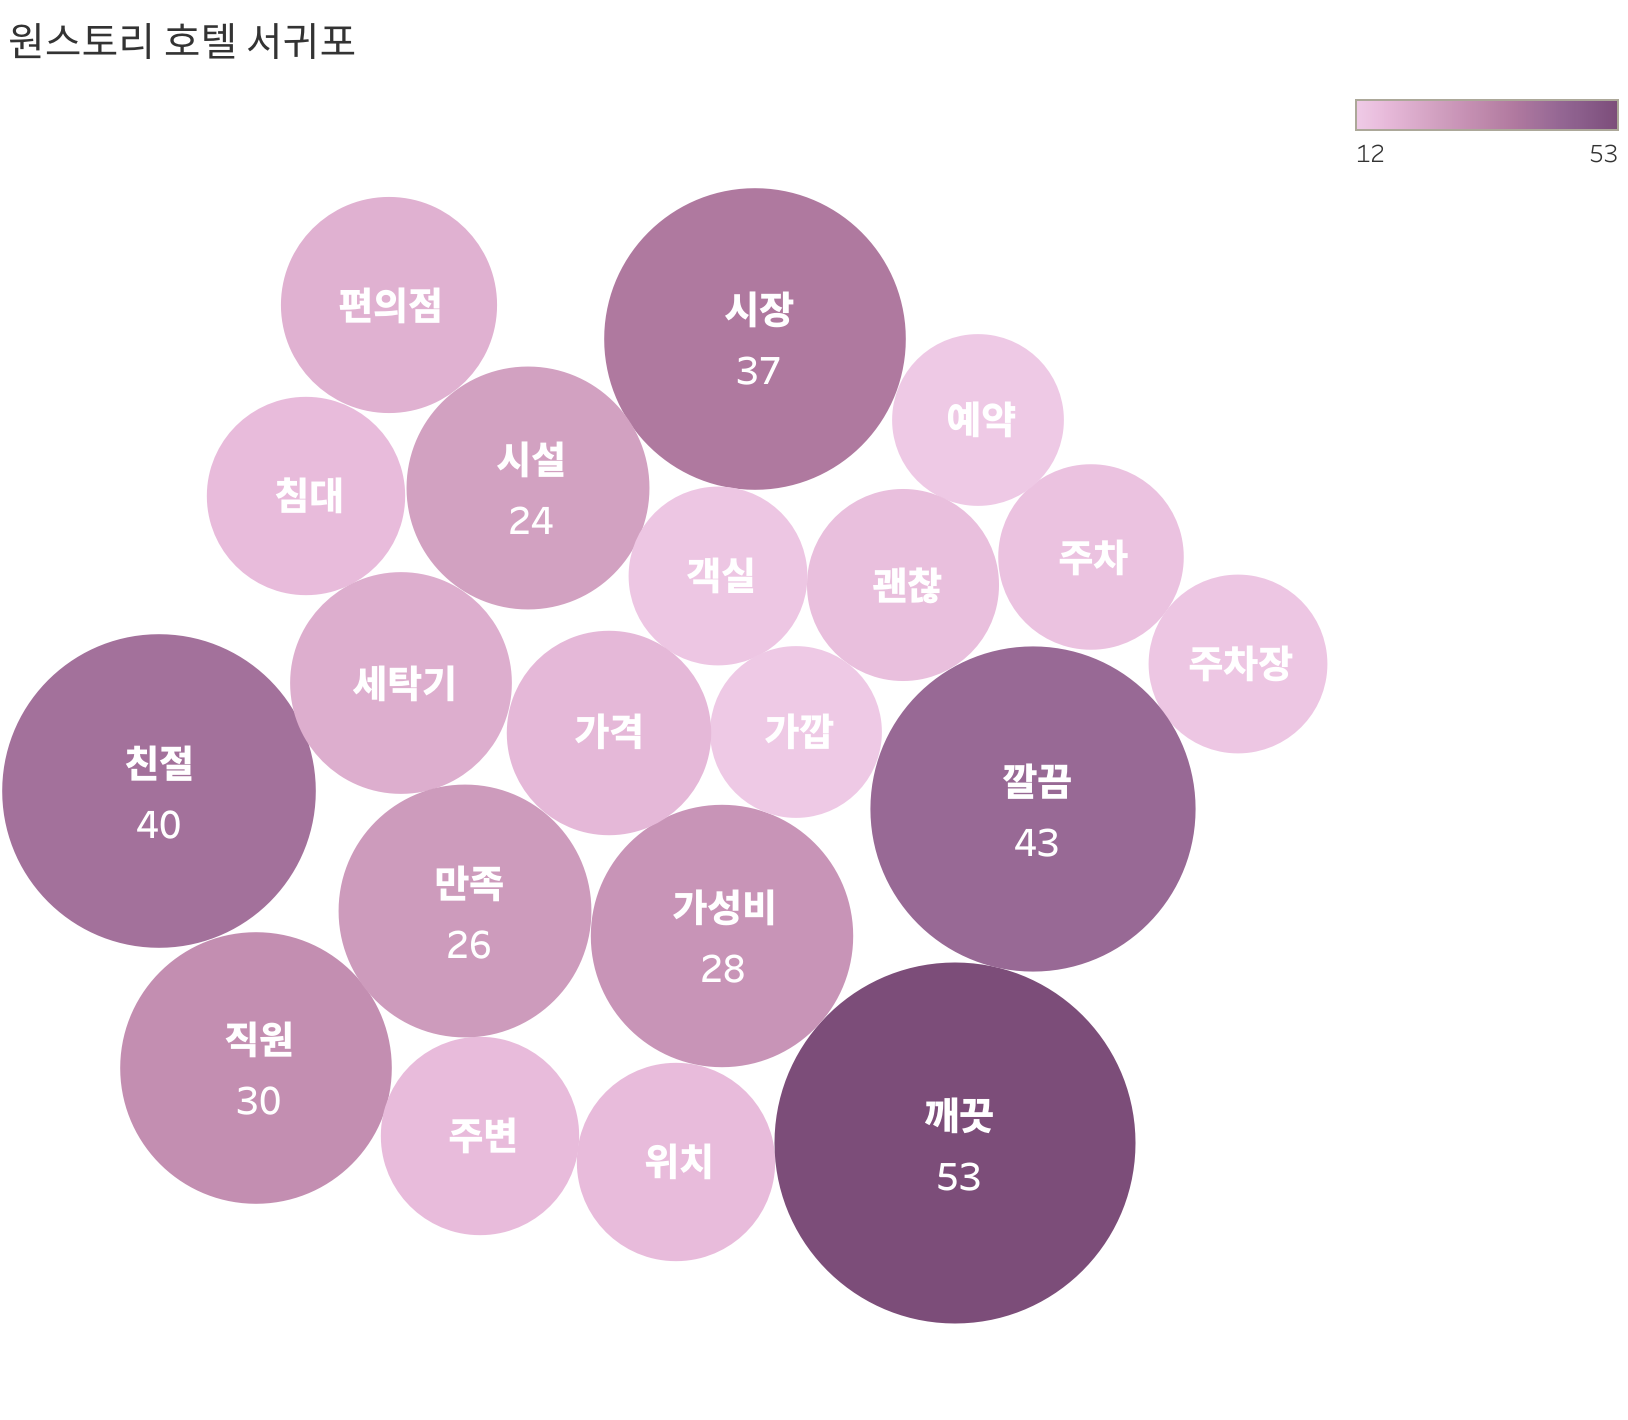 원스토리 호텔 서귀포
12
53
편의점
시장
37
예약
시설
24
침대
객실
괜찮
주차
주차장
세탁기
가격
가깝
친절
40
깔끔
43
만족
26
가성비
28
직원
30
주변
위치
깨끗
53